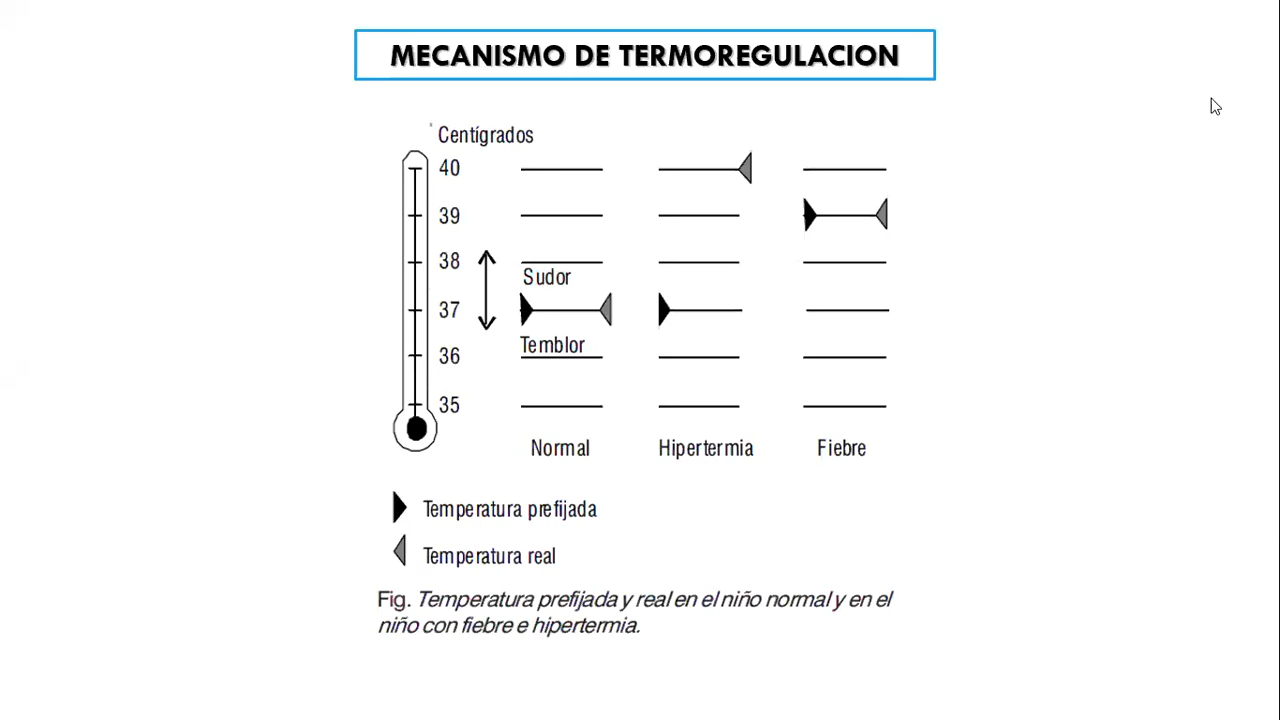 MECANISMO DE TERMOREGULACION
Centígrados
40
39
38
Sudor
37
Temblor
36
35
Normal Hipertermia Fiebre
Temperatura prefijada
Temperatura real
Fig. Temperatura prefijada y real en el niño normal y en el
niño con fiebre e hipertermia.